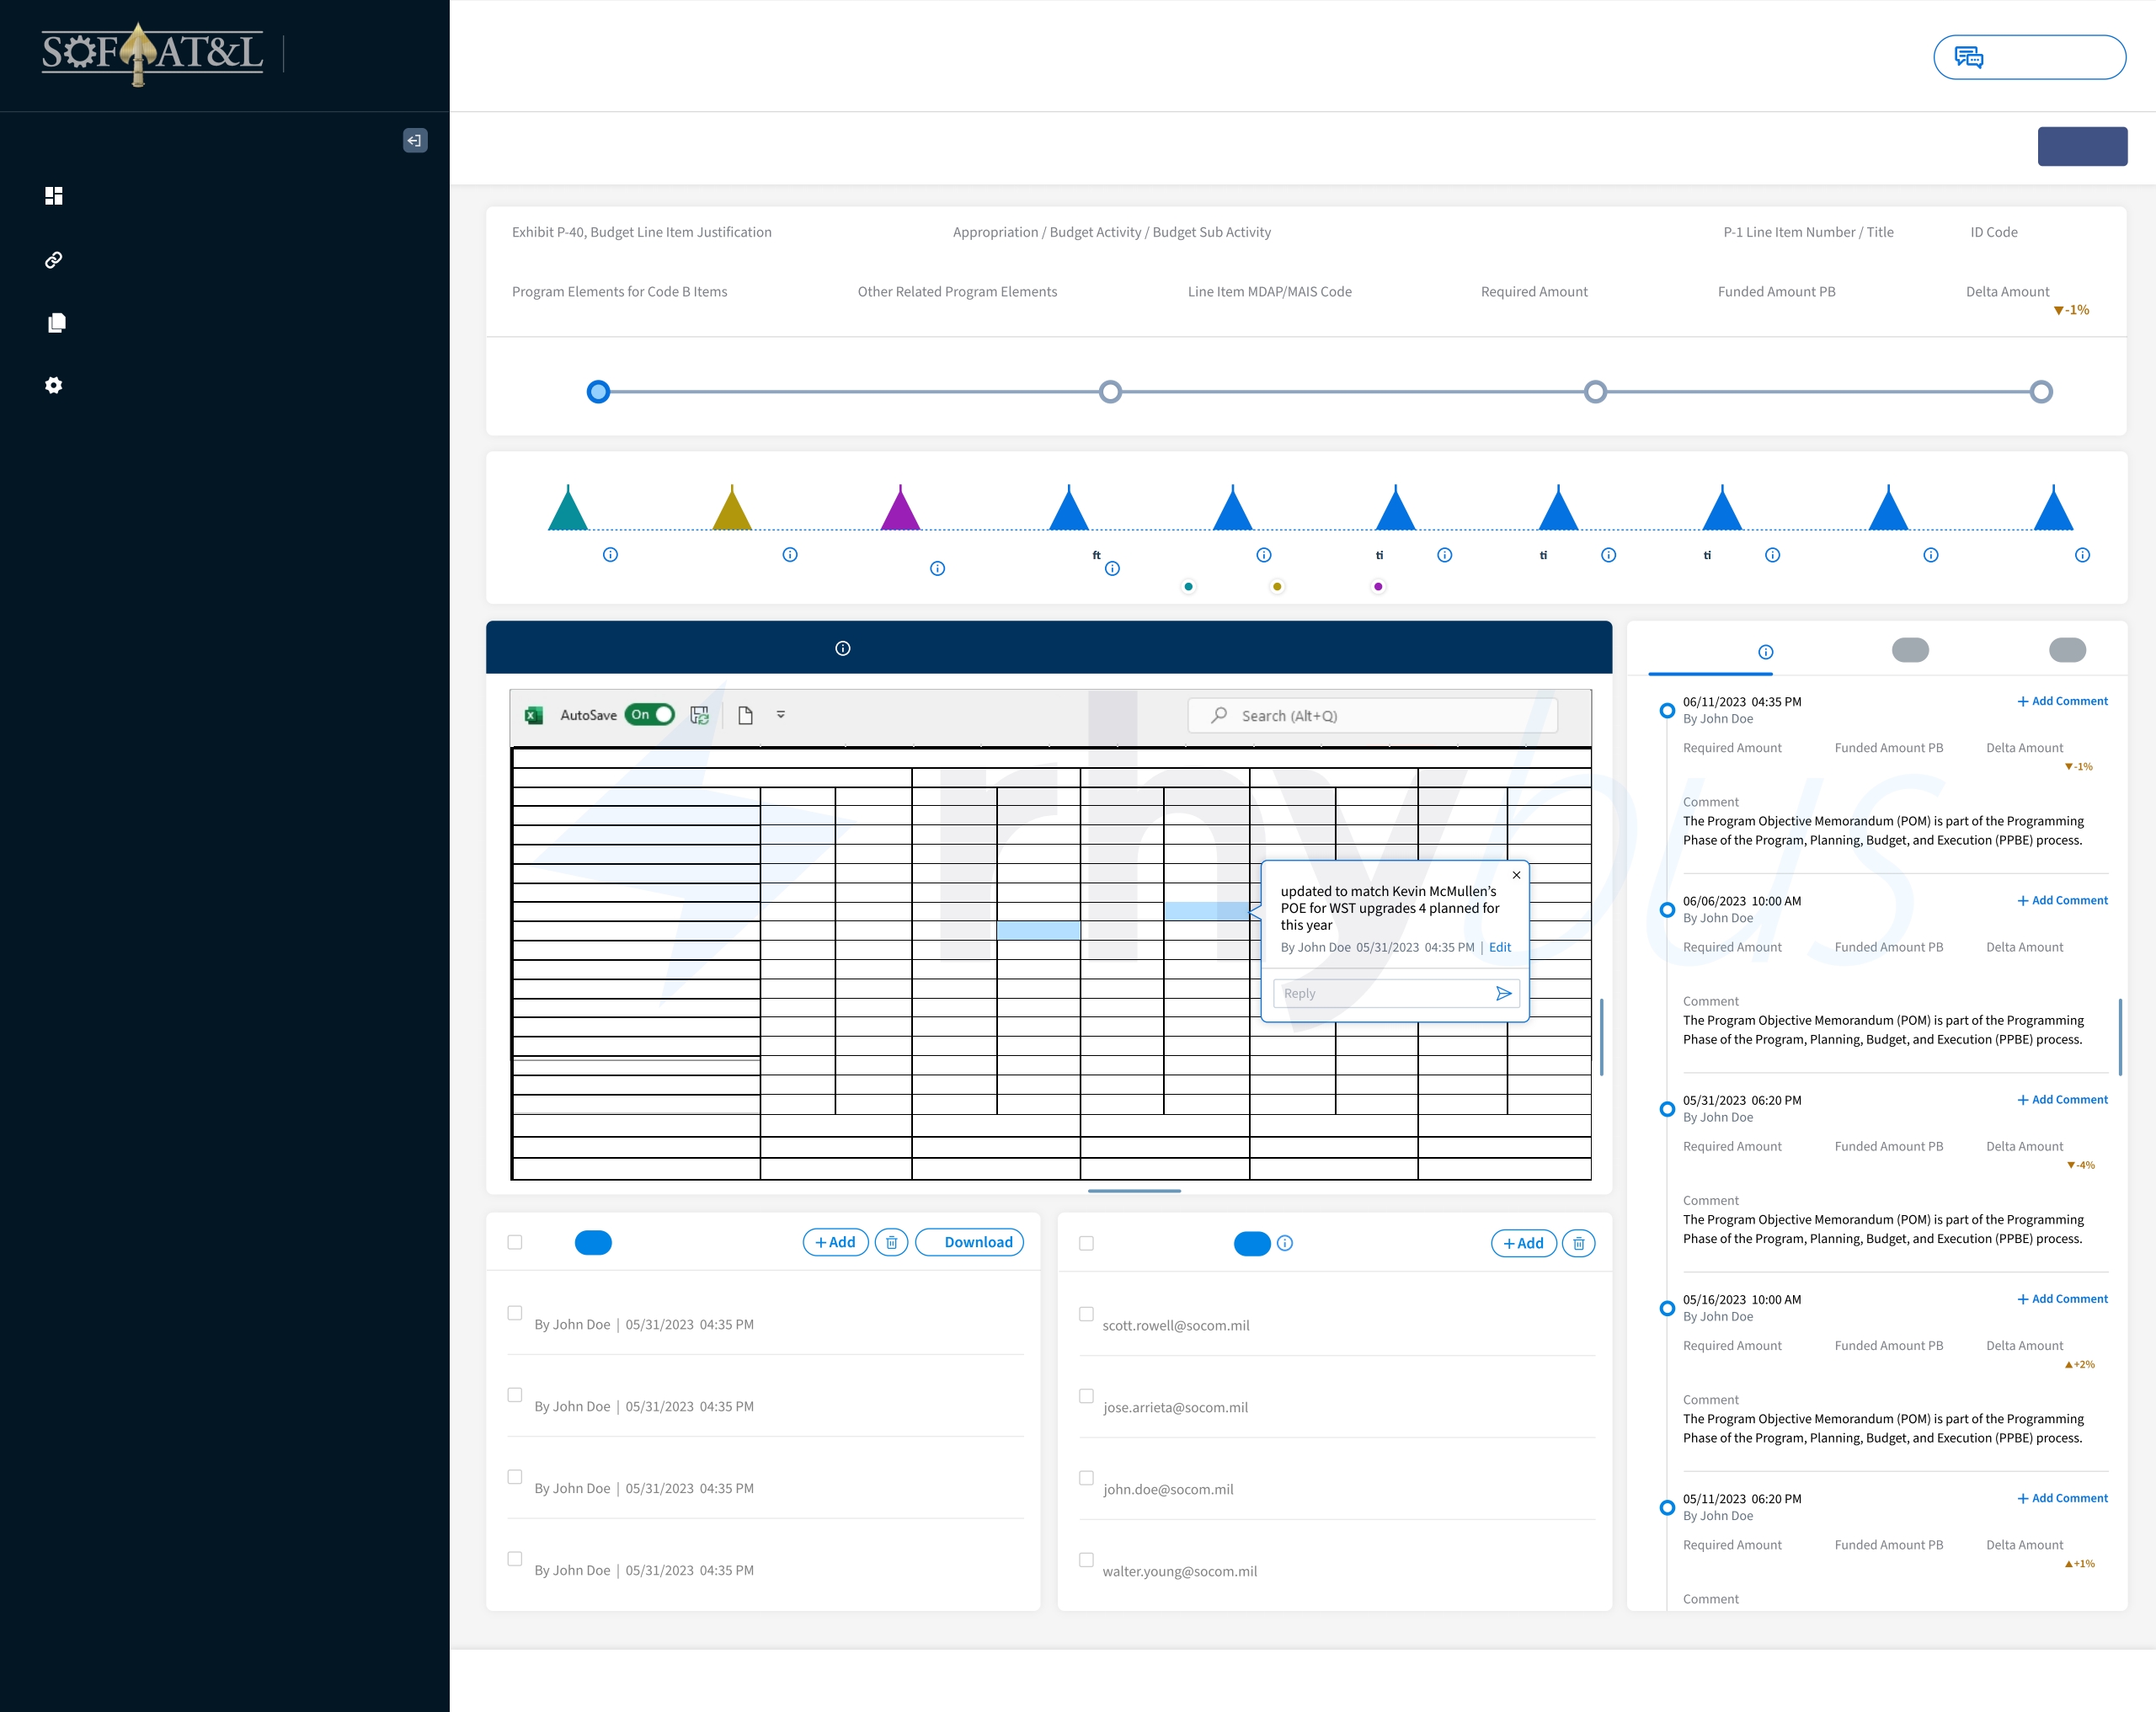 SOF AT&L
Exhibit P-40, Budget Line Item Justification
Appropriation / Budget Activity / Budget Sub Activity
P-1 Line Item Number / Title
ID Code
Program Elements for Code B Items
Other Related Program Elements
Line Item MDAP/MAIS Code
Required Amount
Funded Amount PB
Delta Amount
▼-1%
ft
ti
ti
ti
AutoSave On
Search (Alt+Q)
rhybus
updated to match Kevin McMullen’s
POE for WST upgrades 4 planned for
this year
By John Doe 05/31/2023 04:35 PM | Edit
Reply
+ Add
Download
By John Doe | 05/31/2023 04:35 PM
By John Doe | 05/31/2023 04:35 PM
By John Doe | 05/31/2023 04:35 PM
By John Doe | 05/31/2023 04:35 PM
+ Add
scott.rowell@socom.mil
jose.arrieta@socom.mil
john.doe@socom.mil
walter.young@socom.mil
06/11/2023 04:35 PM
+ Add Comment
By John Doe
Required Amount
Funded Amount PB
Delta Amount
▼-1%
Comment
The Program Objective Memorandum (POM) is part of the Programming
Phase of the Program, Planning, Budget, and Execution (PPBE) process.
06/06/2023 10:00 AM
+ Add Comment
By John Doe
Required Amount
Funded Amount PB
Delta Amount
Comment
The Program Objective Memorandum (POM) is part of the Programming
Phase of the Program, Planning, Budget, and Execution (PPBE) process.
05/31/2023 06:20 PM
+ Add Comment
By John Doe
Required Amount
Funded Amount PB
Delta Amount
▼-4%
Comment
The Program Objective Memorandum (POM) is part of the Programming
Phase of the Program, Planning, Budget, and Execution (PPBE) process.
05/16/2023 10:00 AM
+ Add Comment
By John Doe
Required Amount
Funded Amount PB
Delta Amount
▲+2%
Comment
The Program Objective Memorandum (POM) is part of the Programming
Phase of the Program, Planning, Budget, and Execution (PPBE) process.
05/11/2023 06:20 PM
+ Add Comment
By John Doe
Required Amount
Funded Amount PB
Delta Amount
▲+1%
Comment